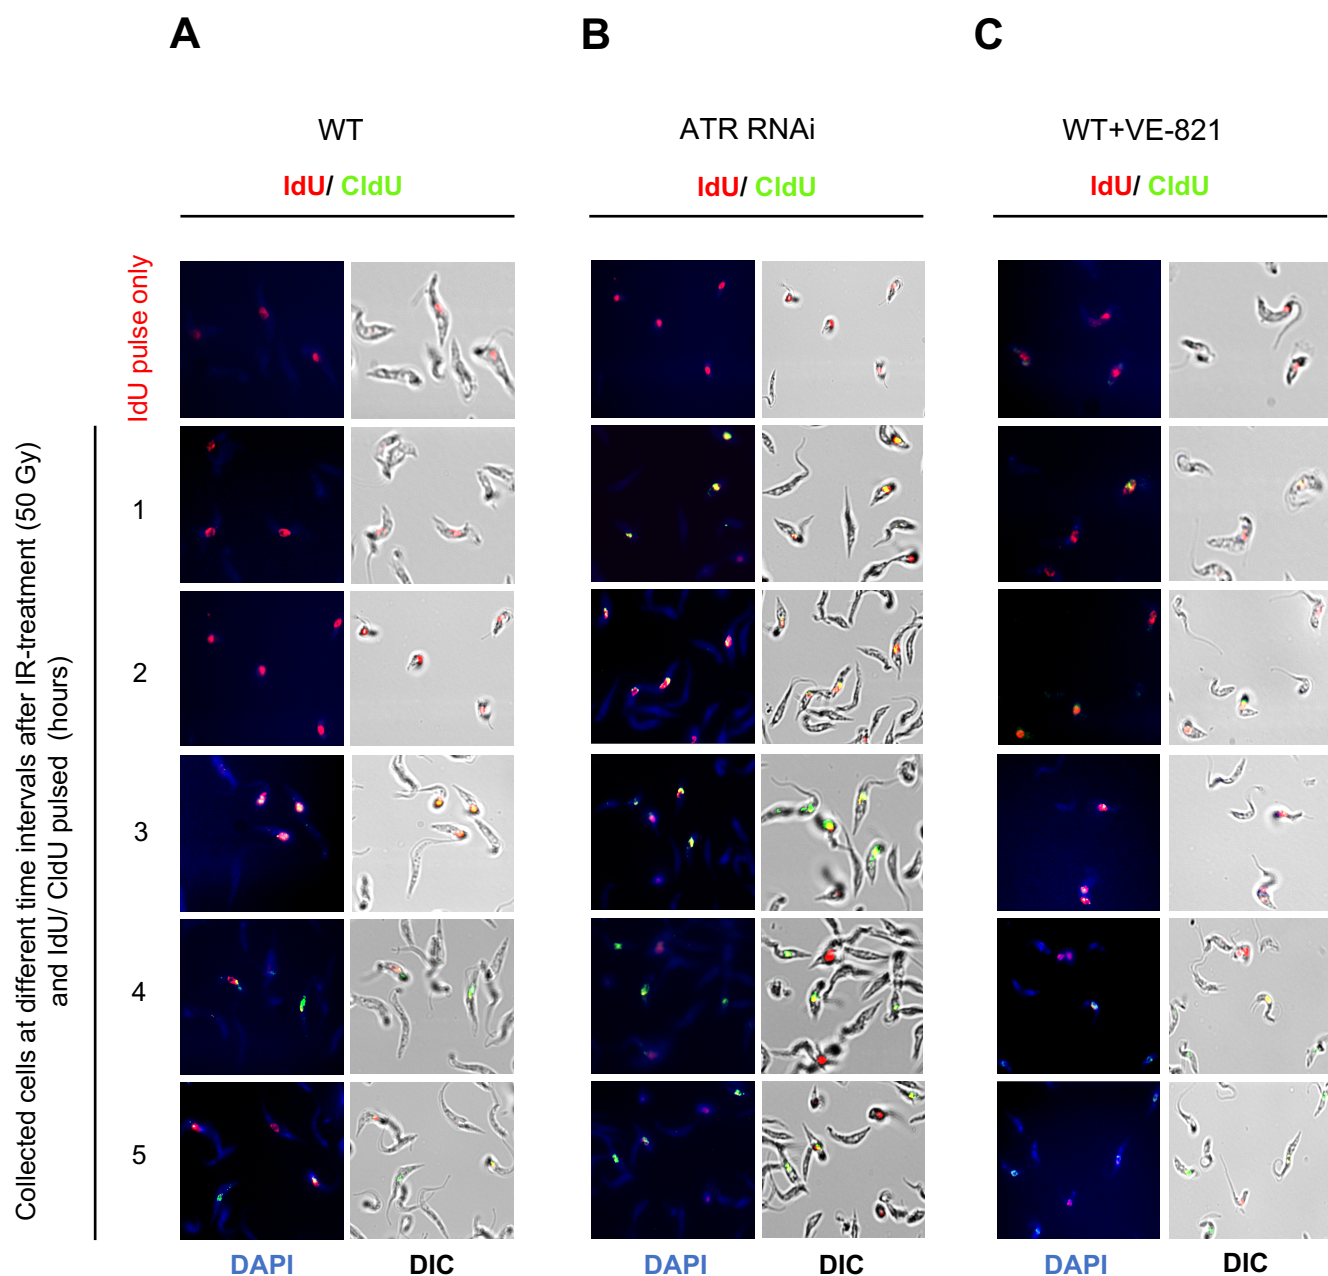 A
B
C
WT
ATR RNAi
WT+VE-821
IdU/ CldU
IdU/ CldU
IdU/ CldU
IdU pulse only
Collected cells at different time intervals after IR-treatment (50 Gy)
and IdU/ CldU pulsed (hours)
1
2
3
4
5
DAPI
DIC
DAPI
DIC
DAPI
DIC